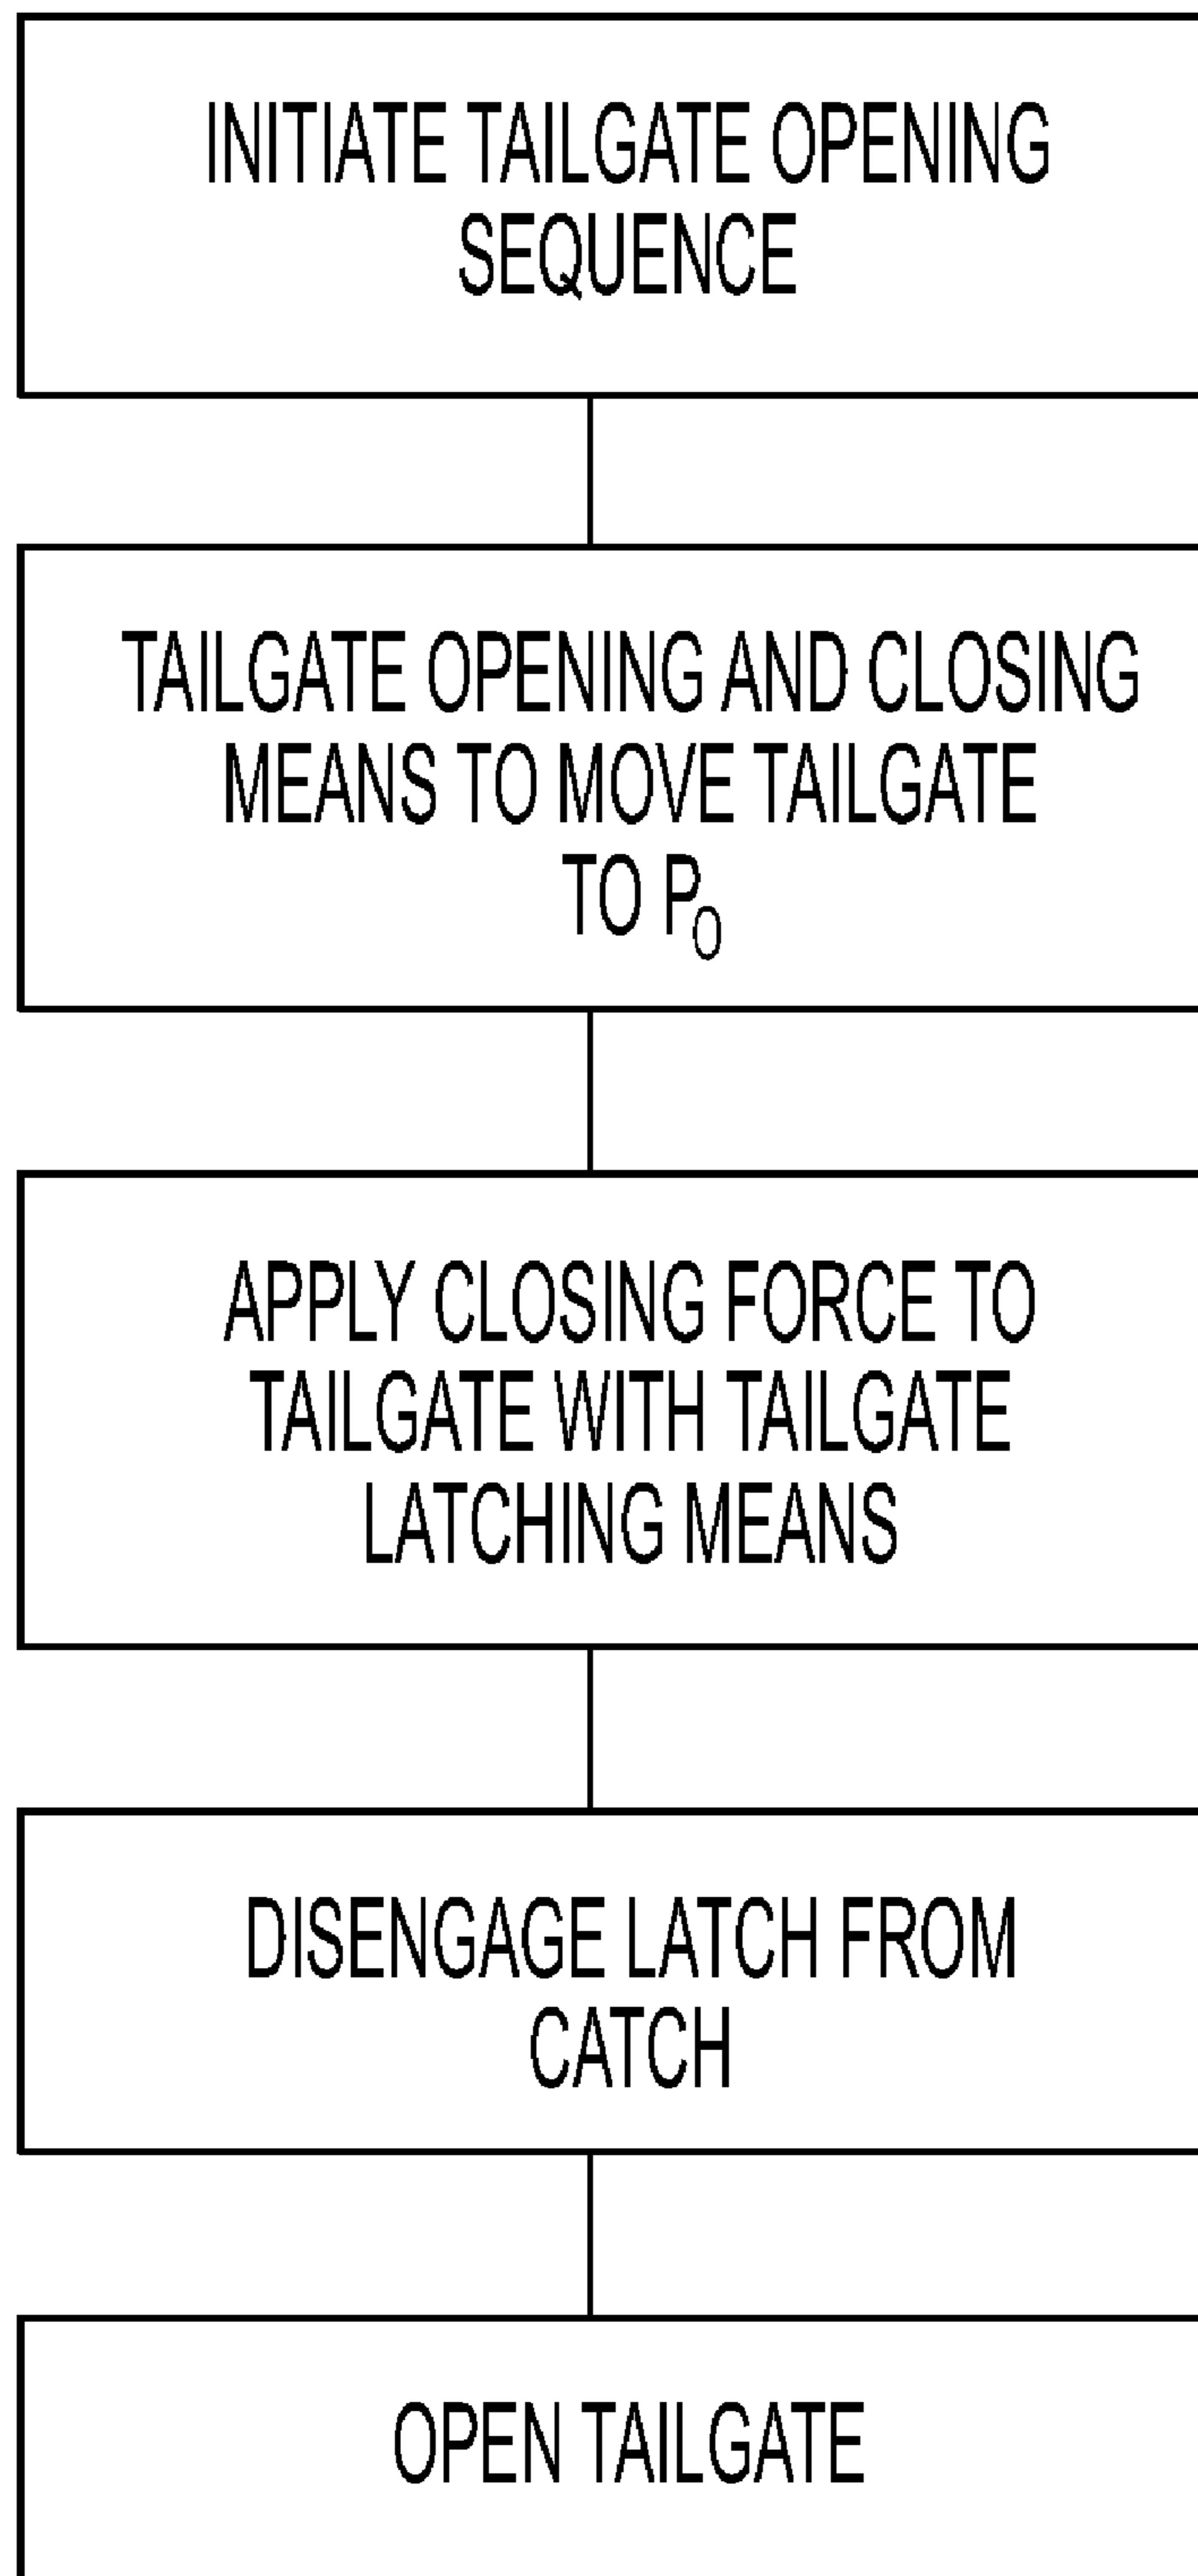 INITIATE TAILGATE OPENING
SEQUENCE
TAILGATE OPENING AND CLOSING
MEANS TO MOVE TAILGATE
TO P_O
APPLY CLOSING FORCE TO
TAILGATE WITH TAILGATE
LATCHING MEANS
DISENGAGE LATCH FROM
CATCH
OPEN TAILGATE